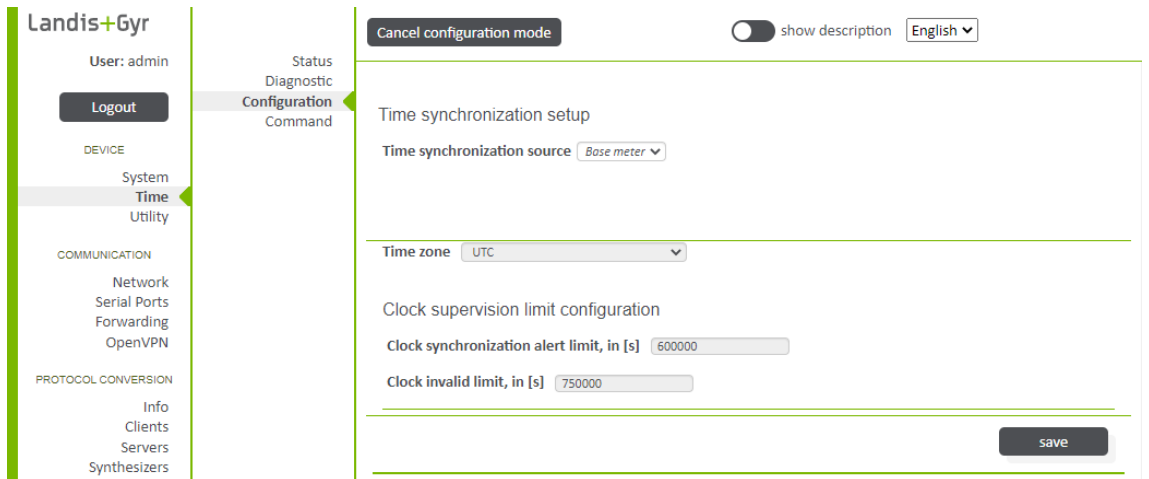 Landis+Gyr
User: admin
Logout
DEVICE
System
Time
Utility
COMMUNICATION
Network
Serial Ports
Forwarding
OpenVPN
PROTOCOL CONVERSION
Info
Clients
Servers
Synthesizers
Status
Diagnostic
Configuration
Command
Cancel configuration mode
show description
English
Time synchronization setup
Time synchronization source Base meter
Time zone UTC
Clock supervision limit configuration
Clock synchronization alert limit, in [s] 600000
Clock invalid limit, in [s] 750000
save